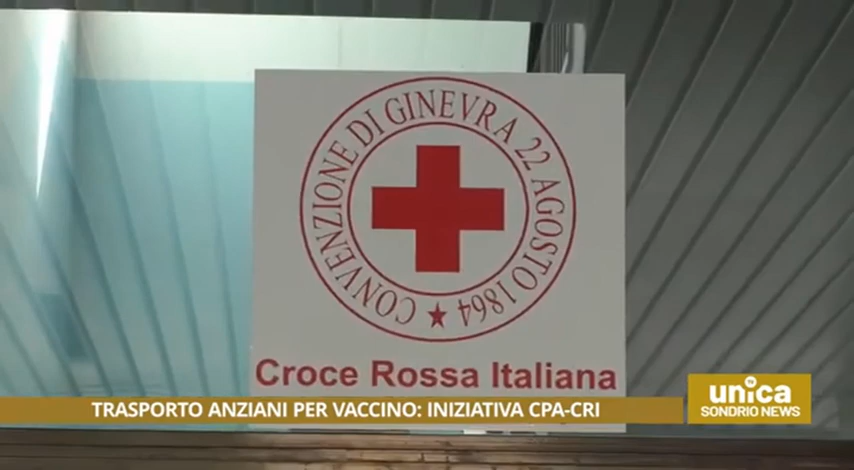 CONVENZIONE DI GINEVRA 22 AGOSTO 1864
Croce Rossa Italiana
TRASPORTO ANZIANI PER VACCINO: INIZIATIVA CPA-CRI
unica
SONDRIO NEWS